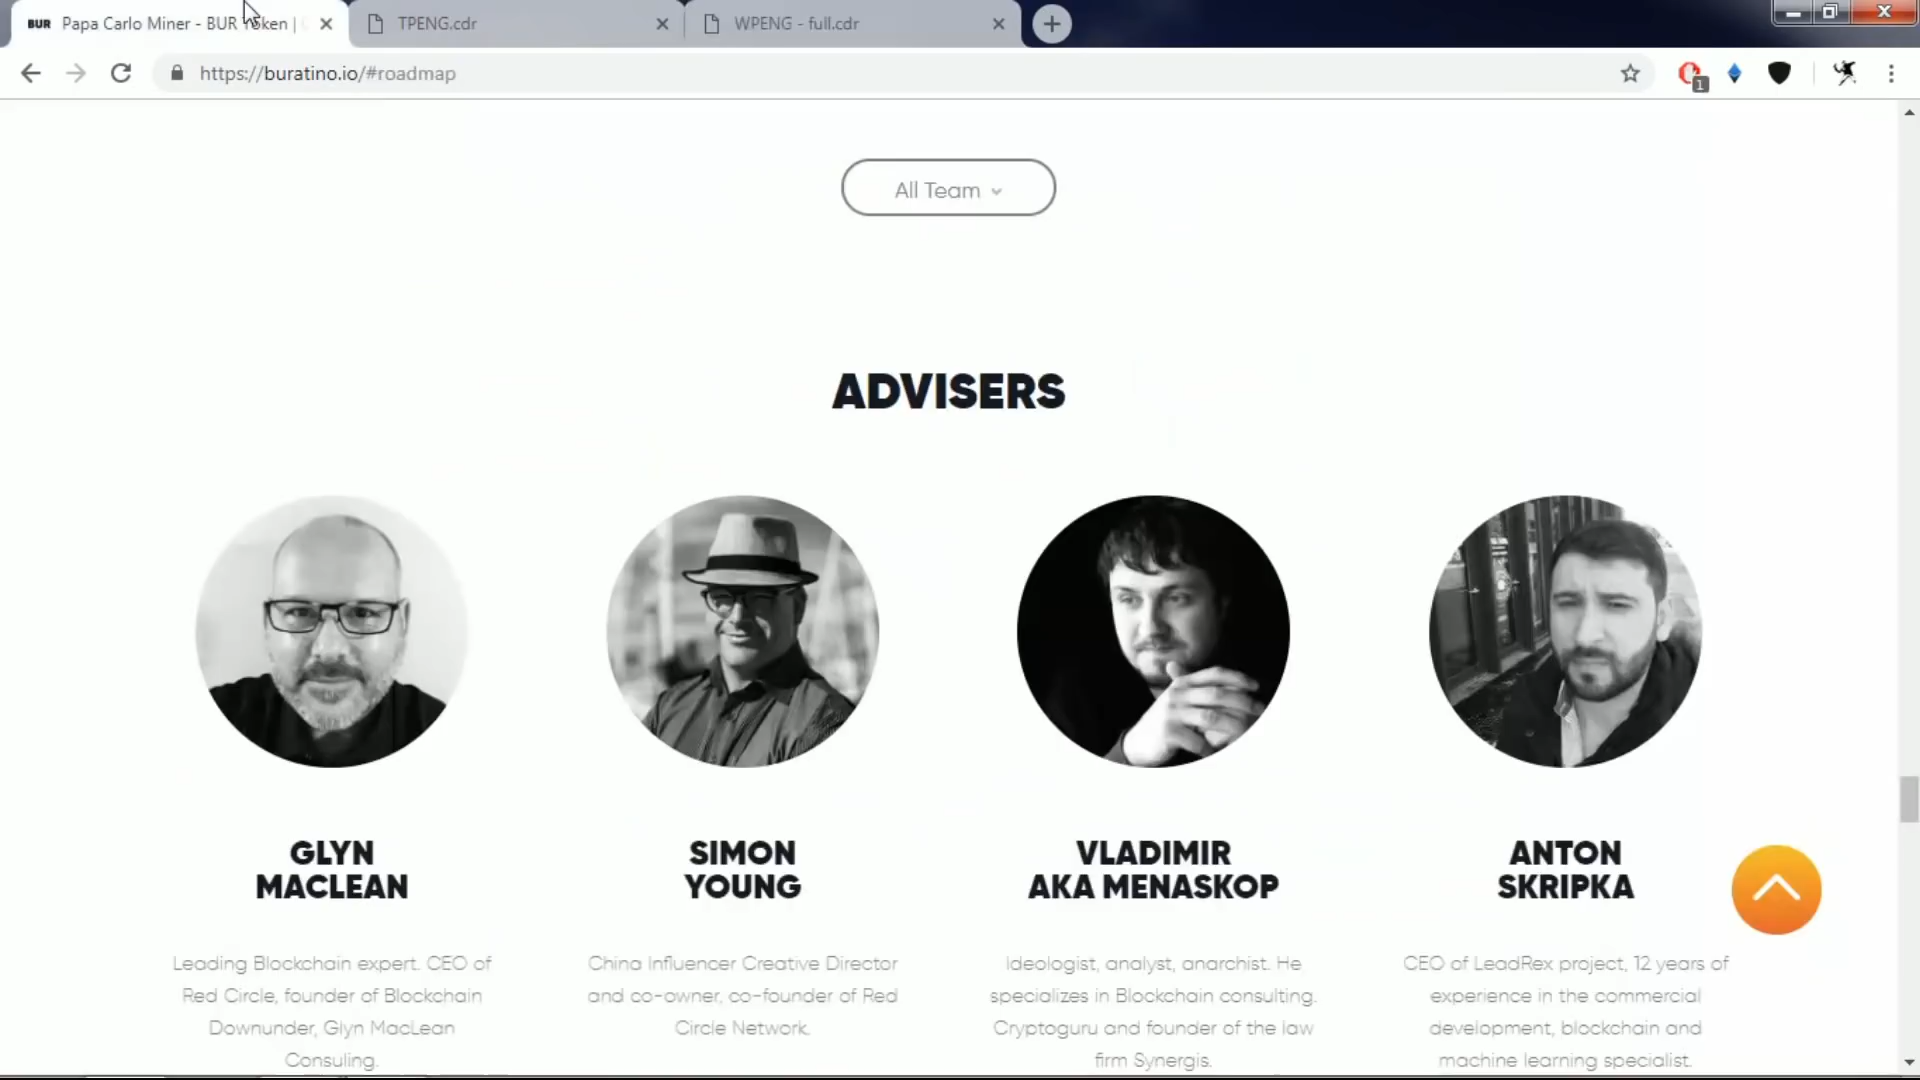 BUR Papa Carlo Miner - BUR Token |
TPENG.cdr
WPENG - full.cdr
https://buratino.io/#roadmap
1
All Team
ADVISERS
GLYN
MACLEAN
SIMON
YOUNG
VLADIMIR
AKA MENASKOP
ANTON
SKRIPKA
Leading Blockchain expert. CEO of
Red Circle, founder of Blockchain
Downunder, Glyn MacLean
Consuling.
China Influencer Creative Director
and co-owner, co-founder of Red
Circle Network.
Ideologist, analyst, anarchist. He
specializes in Blockchain consulting.
Cryptoguru and founder of the law
firm Synergis.
CEO of LeadRex project, 12 years of
experience in the commercial
development, blockchain and
machine learning specialist.